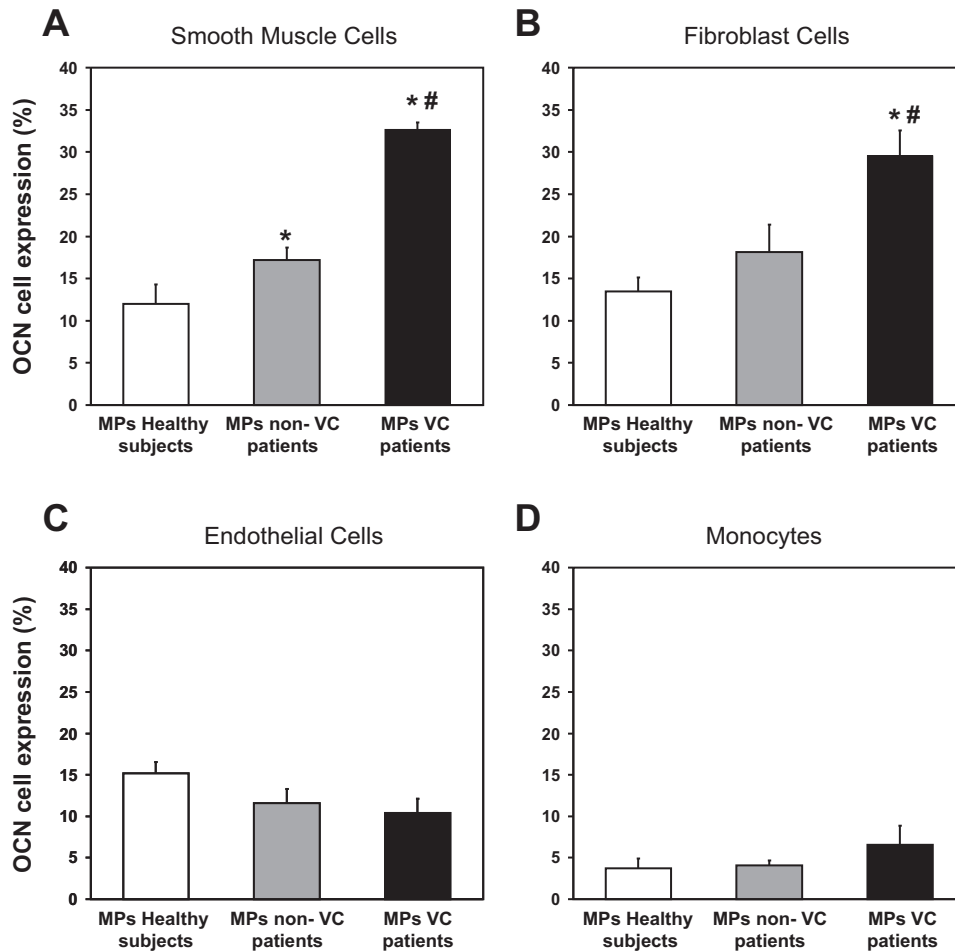 A
Smooth Muscle Cells
OCN cell expression (%)
40
35
30
25
20
15
10
5
0
*
* #
MPs Healthy subjects
MPs non- VC patients
MPs VC patients
B
Fibroblast Cells
40
35
30
25
20
15
10
5
0
* #
MPs Healthy subjects
MPs non- VC patients
MPs VC patients
C
Endothelial Cells
OCN cell expression (%)
40
35
30
25
20
15
10
5
0
MPs Healthy subjects
MPs non- VC patients
MPs VC patients
D
Monocytes
40
35
30
25
20
15
10
5
0
MPs Healthy subjects
MPs non- VC patients
MPs VC patients